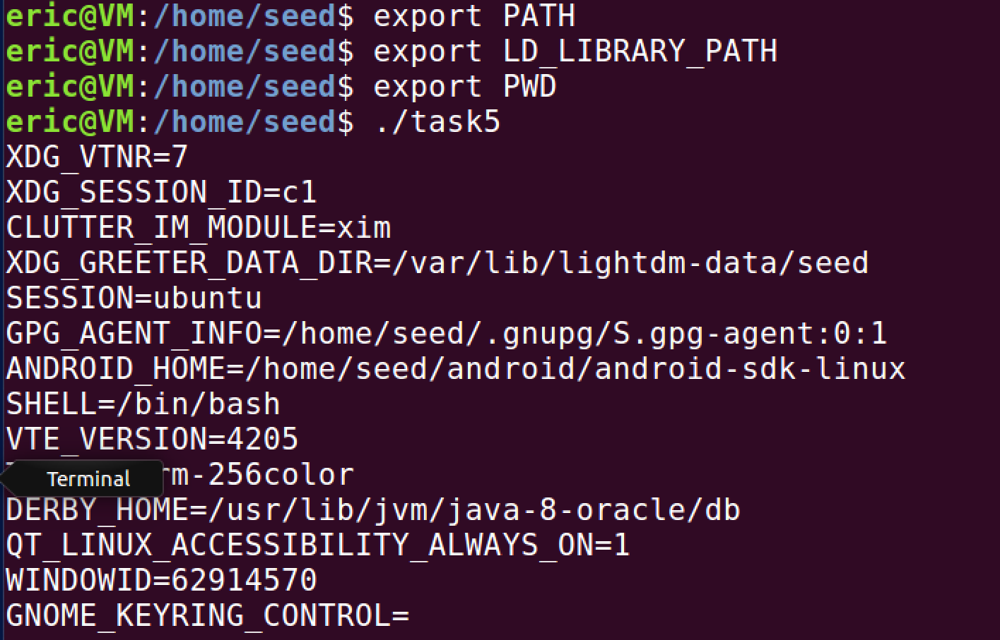 eric@VM:/home/seed$ export PATH
eric@VM:/home/seed$ export LD_LIBRARY_PATH
eric@VM:/home/seed$ export PWD
eric@VM:/home/seed$ ./task5
XDG_VTNR=7
XDG_SESSION_ID=c1
CLUTTER_IM_MODULE=xim
XDG_GREETER_DATA_DIR=/var/lib/lightdm-data/seed
SESSION=ubuntu
GPG_AGENT_INFO=/home/seed/.gnupg/S.gpg-agent:0:1
ANDROID_HOME=/home/seed/android/android-sdk-linux
SHELL=/bin/bash
VTE_VERSION=4205
Terminal rm-256color
DERBY_HOME=/usr/lib/jvm/java-8-oracle/db
QT_LINUX_ACCESSIBILITY_ALWAYS_ON=1
WINDOWID=62914570
GNOME_KEYRING_CONTROL=